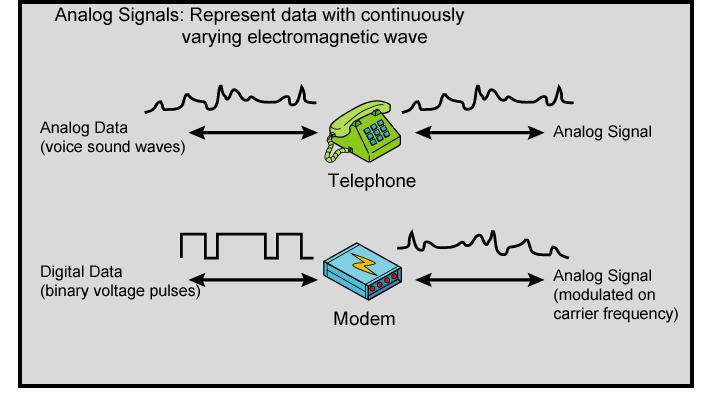 Analog Signals: Represent data with continuously
varying electromagnetic wave
Analog Data
(voice sound waves)
Analog Signal
Telephone
Digital Data
(binary voltage pulses)
Analog Signal
(modulated on
carrier frequency)
Modem